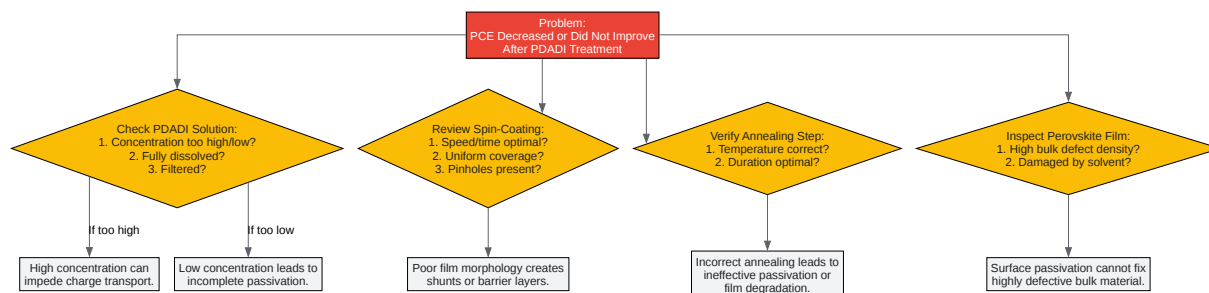 Problem:
PCE Decreased or Did Not Improve
After PDADI Treatment
Check PDADI Solution:
1. Concentration too high/low?
2. Fully dissolved?
3. Filtered?
Review Spin-Coating:
1. Speed/time optimal?
2. Uniform coverage?
3. Pinholes present?
Verify Annealing Step:
1. Temperature correct?
2. Duration optimal?
Inspect Perovskite Film:
1. High bulk defect density?
2. Damaged by solvent?
If too high
If too low
High concentration can
impede charge transport.
Low concentration leads to
incomplete passivation.
Poor film morphology creates
shunts or barrier layers.
Incorrect annealing leads to
ineffective passivation or
film degradation.
Surface passivation cannot fix
highly defective bulk material.